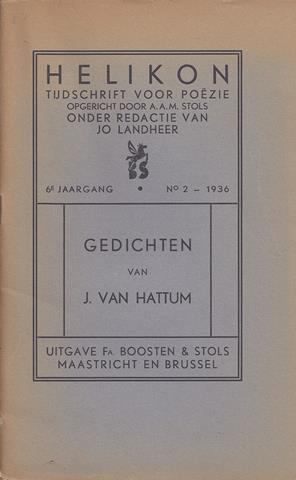 HELIKON
TIJDSCHRIFT VOOR POËZIE
OPGERICHT DOOR A.A.M. STOLS
ONDER REDACTIE VAN
JO LANDHEER
BS
6E JAARGANG • No 2 – 1936
GEDICHTEN
VAN
J. VAN HATTUM
UITGAVE FA. BOOSTEN & STOLS
MAASTRICHT EN BRUSSEL